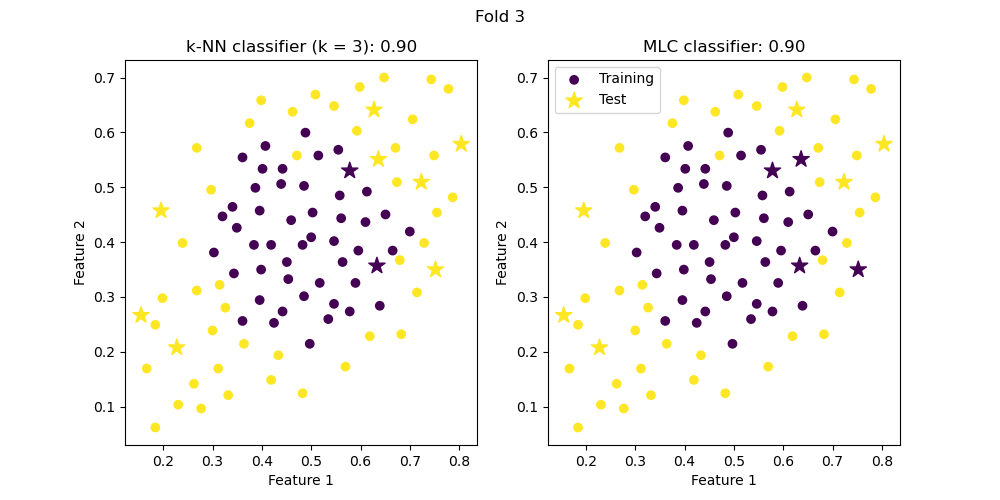 Fold 3
k-NN classifier (k = 3): 0.90
0.7
0.6
0.5
0.4
0.3
0.2
0.1
Feature 2
0.2 0.3 0.4 0.5 0.6 0.7 0.8
Feature 1
MLC classifier: 0.90
Training
Test
0.7
0.6
0.5
0.4
0.3
0.2
0.1
Feature 2
0.2 0.3 0.4 0.5 0.6 0.7 0.8
Feature 1